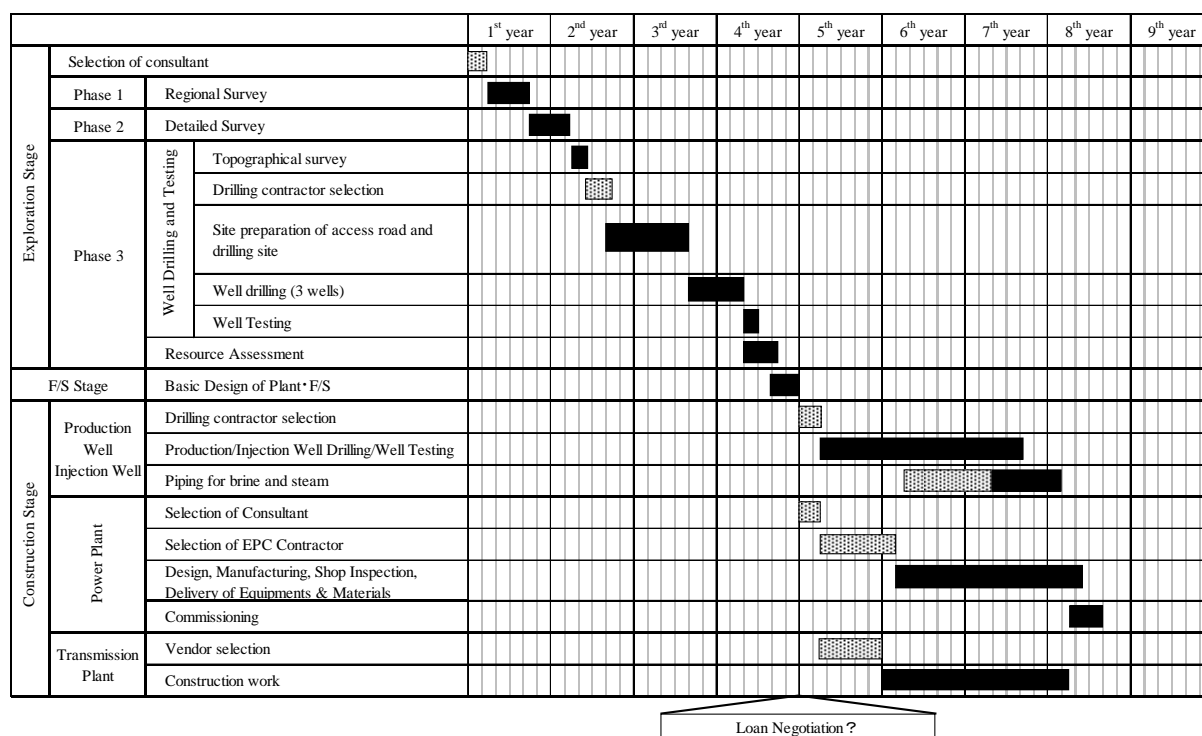 1st year 2nd year 3rd year 4th year 5th year 6th year 7th year 8th year 9th year
Exploration Stage
Selection of consultant
Phase 1 Regional Survey
Phase 2 Detailed Survey
Phase 3
Well Drilling and Testing
Topographical survey
Drilling contractor selection
Site preparation of access road and
drilling site
Well drilling (3 wells)
Well Testing
Resource Assessment
F/S Stage Basic Design of Plant・F/S
Construction Stage
Production
Well
Injection Well
Drilling contractor selection
Production/Injection Well Drilling/Well Testing
Piping for brine and steam
Power Plant
Selection of Consultant
Selection of EPC Contractor
Design, Manufacturing, Shop Inspection,
Delivery of Equipments & Materials
Commissioning
Transmission
Plant
Vendor selection
Construction work
Loan Negotiation？